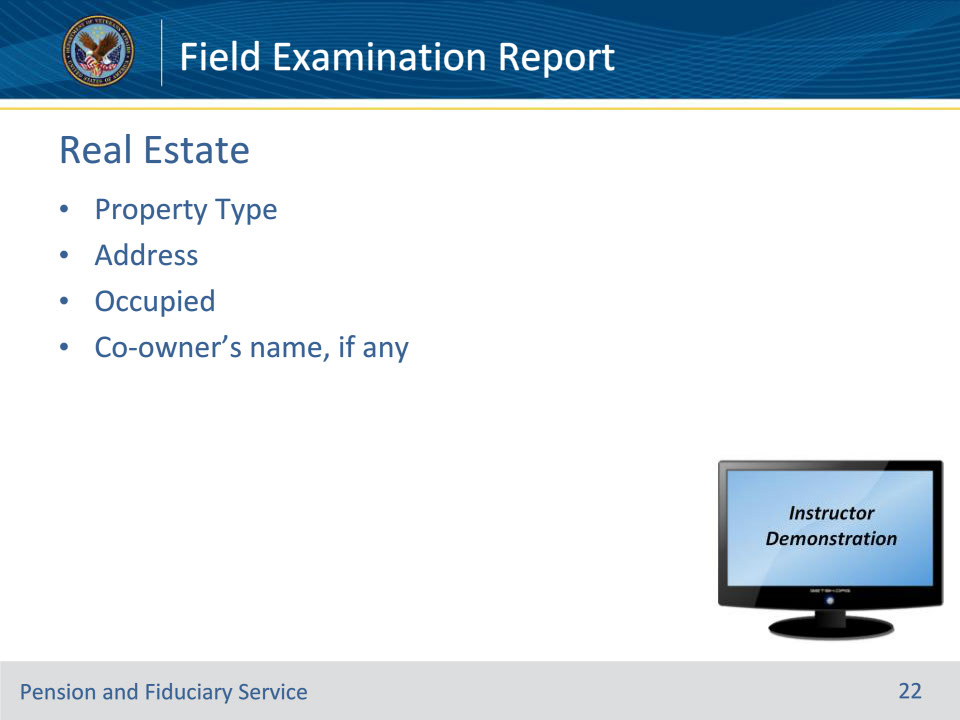 Field Examination Report
Real Estate
• Property Type
• Address
• Occupied
• Co-owner’s name, if any
Instructor
Demonstration
Pension and Fiduciary Service
22